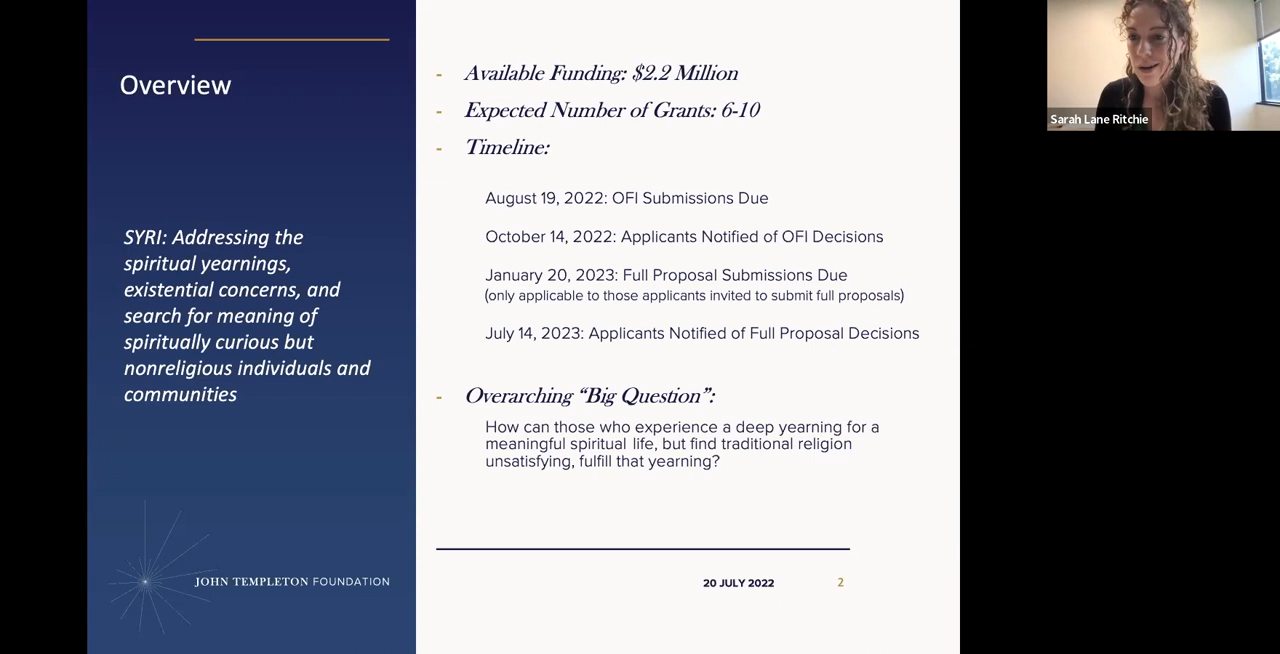 Overview
SYRI: Addressing the
spiritual yearnings,
existential concerns, and
search for meaning of
spiritually curious but
nonreligious individuals and
communities
JOHN TEMPLETON FOUNDATION
- Available Funding: $2.2 Million
- Expected Number of Grants: 6-10
- Timeline:
August 19, 2022: OFI Submissions Due
October 14, 2022: Applicants Notified of OFI Decisions
January 20, 2023: Full Proposal Submissions Due
(only applicable to those applicants invited to submit full proposals)
July 14, 2023: Applicants Notified of Full Proposal Decisions
- Overarching “Big Question”:
How can those who experience a deep yearning for a
meaningful spiritual life, but find traditional religion
unsatisfying, fulfill that yearning?
20 JULY 2022 2
Sarah Lane Ritchie